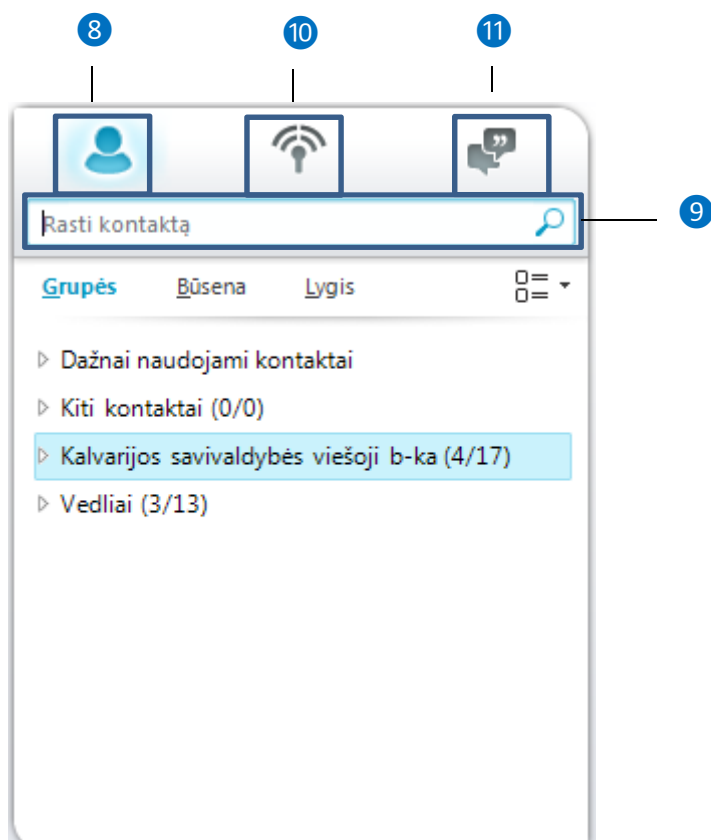 8 10 11
Rasti kontaktą
9
Grupės Būsena Lygis
Dažnai naudojami kontaktai
Kiti kontaktai (0/0)
Kalvarijos savivaldybės viešoji b-ka (4/17)
Vedliai (3/13)